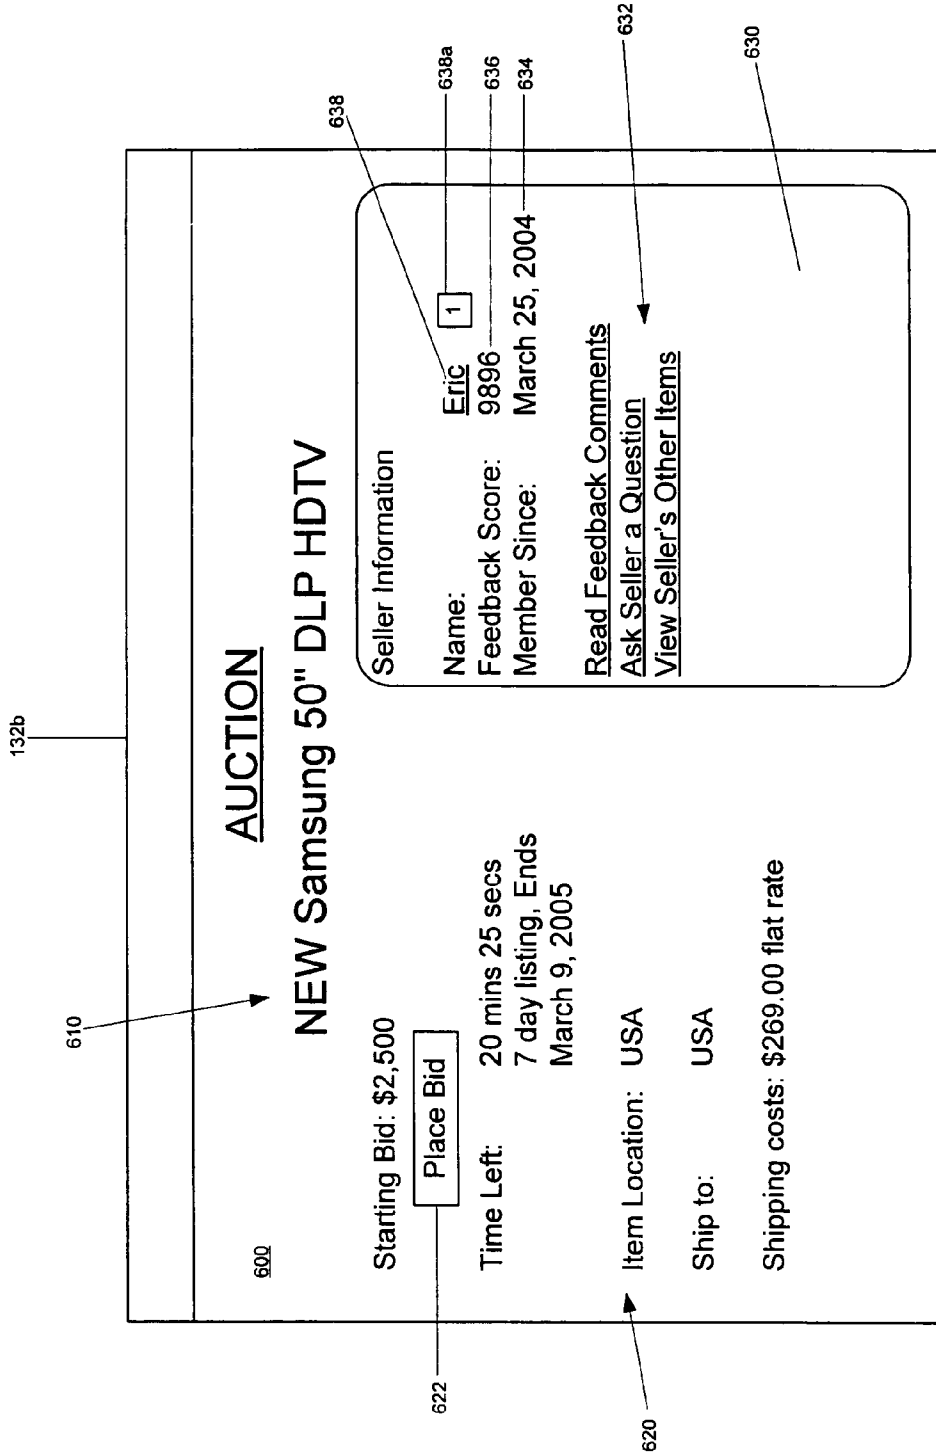 132b
610
600
AUCTION
NEW Samsung 50" DLP HDTV
Starting Bid: $2,500
Place Bid
622
Time Left: 20 mins 25 secs
7 day listing, Ends
March 9, 2005
Item Location: USA
620
Ship to: USA
Shipping costs: $269.00 flat rate
Seller Information
638
Name: Eric 1
638a
Feedback Score: 9896
636
Member Since: March 25, 2004
634
Read Feedback Comments
Ask Seller a Question
View Seller's Other Items
632
630